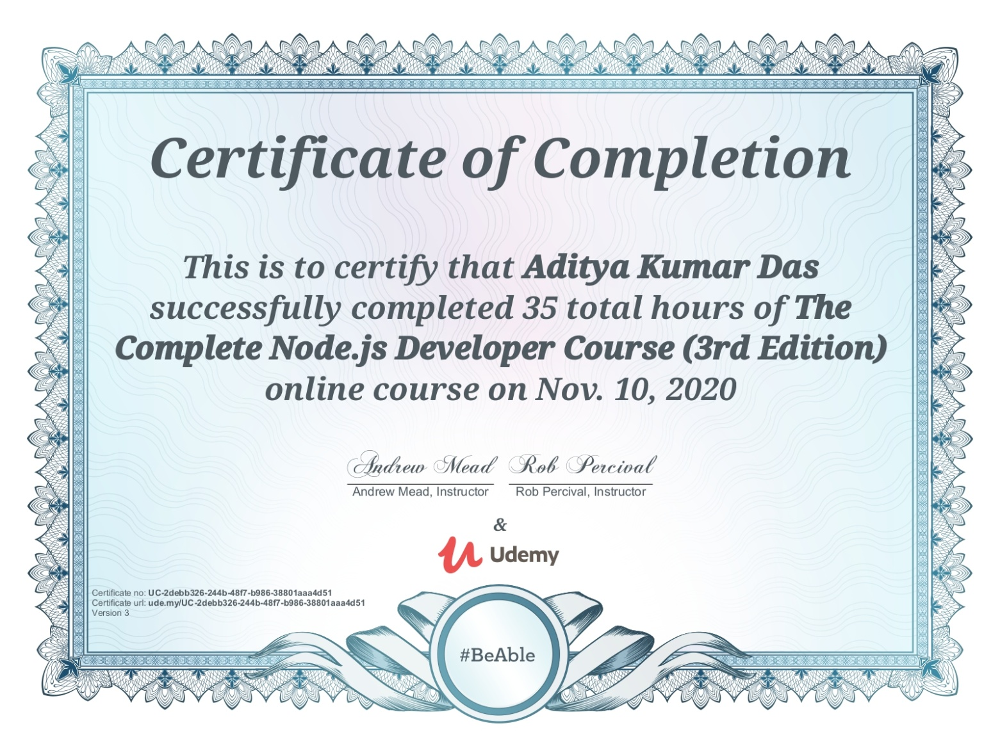 Certificate of Completion
This is to certify that Aditya Kumar Das
successfully completed 35 total hours of The
Complete Node.js Developer Course (3rd Edition)
online course on Nov. 10, 2020
Andrew Mead Rob Percival
Andrew Mead, Instructor Rob Percival, Instructor
&
Udemy
Certificate no: UC-2debb326-244b-48f7-b986-38801aaa4d51
Certificate url: ude.my/UC-2debb326-244b-48f7-b986-38801aaa4d51
Version 3
#BeAble